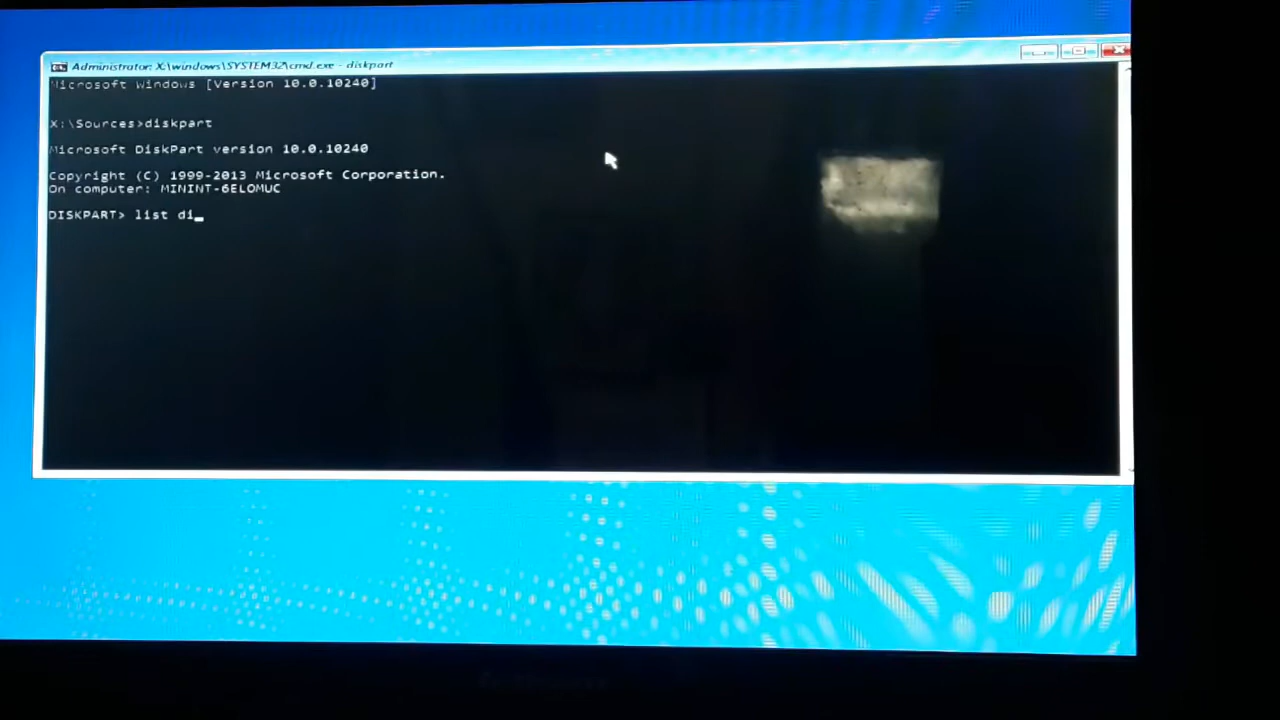 Administrator: X:\windows\SYSTEM32\cmd.exe - diskpart
Microsoft Windows [Version 10.0.10240]
X:\Sources>diskpart
Microsoft DiskPart version 10.0.10240
Copyright (C) 1999-2013 Microsoft Corporation.
On computer: MININT-6ELOMUC
DISKPART> list di_